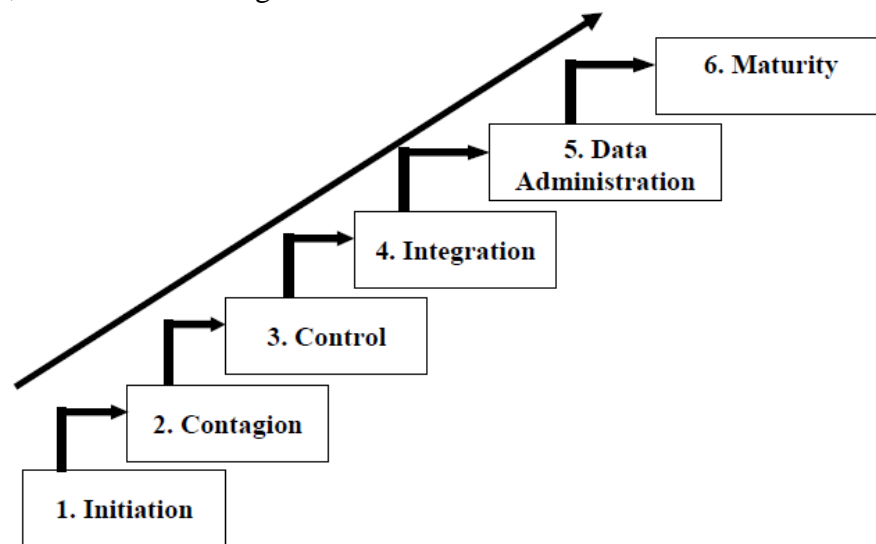 6. Maturity
5. Data
Administration
4. Integration
3. Control
2. Contagion
1. Initiation